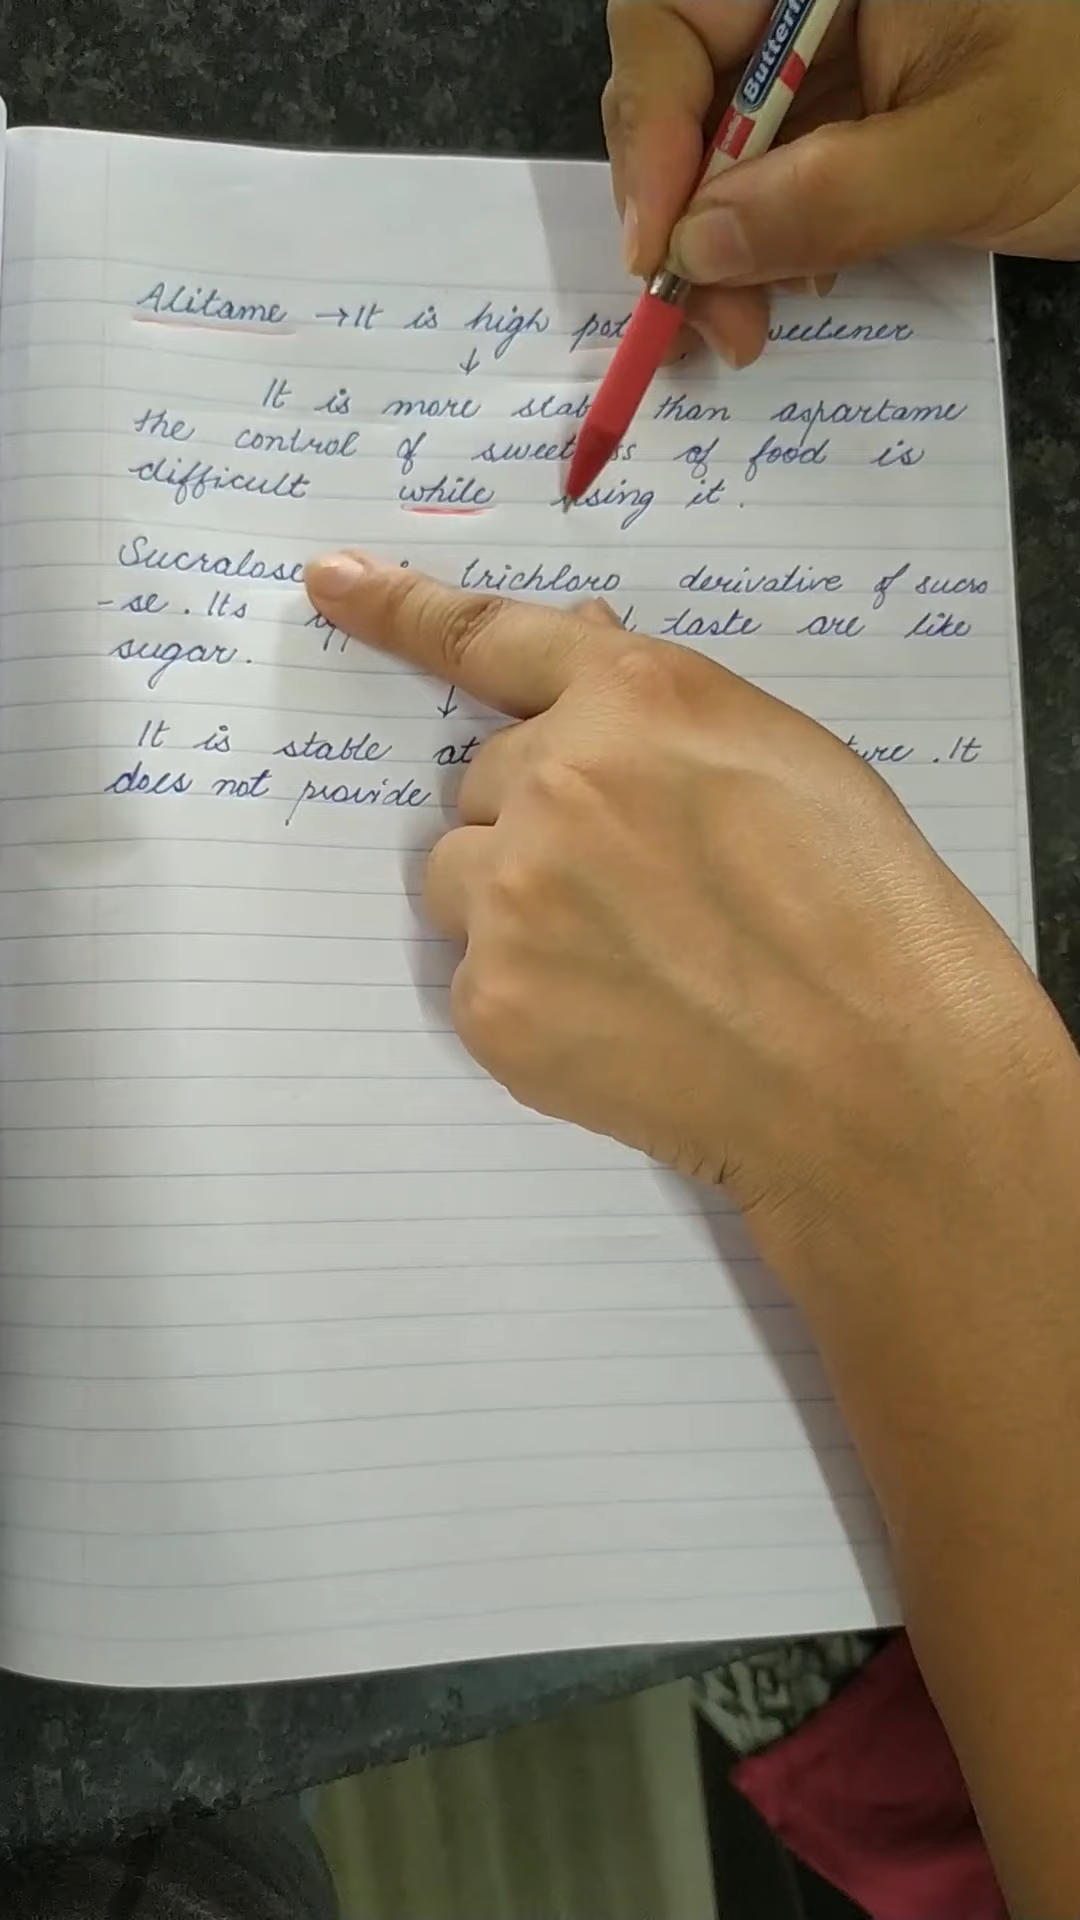 Butterf
Alitame → It is high pot weetener
↓
It is more stab than aspartame
the control of sweet ss of food is
difficult while using it.
Sucralose trichloro derivative of sucro
-se. Its taste are like
sugar.
↓
It is stable at ture. It
does not provide